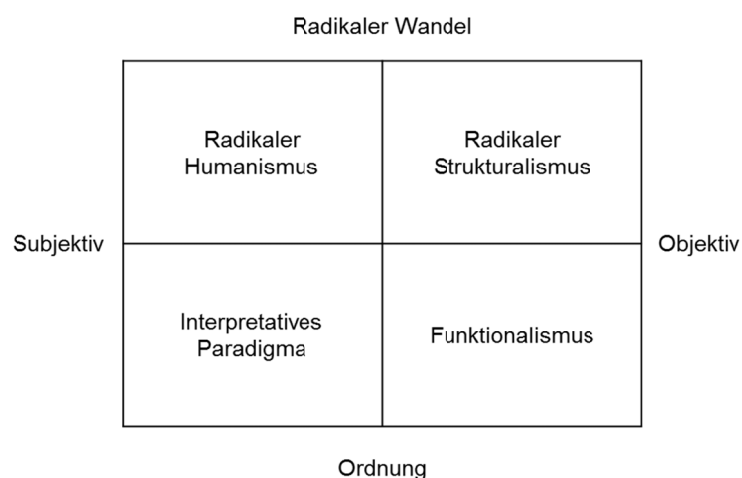 Radikaler Wandel
Radikaler
Humanismus
Radikaler
Strukturalismus
Subjektiv
Objektiv
Interpretatives
Paradigma
Funktionalismus
Ordnung